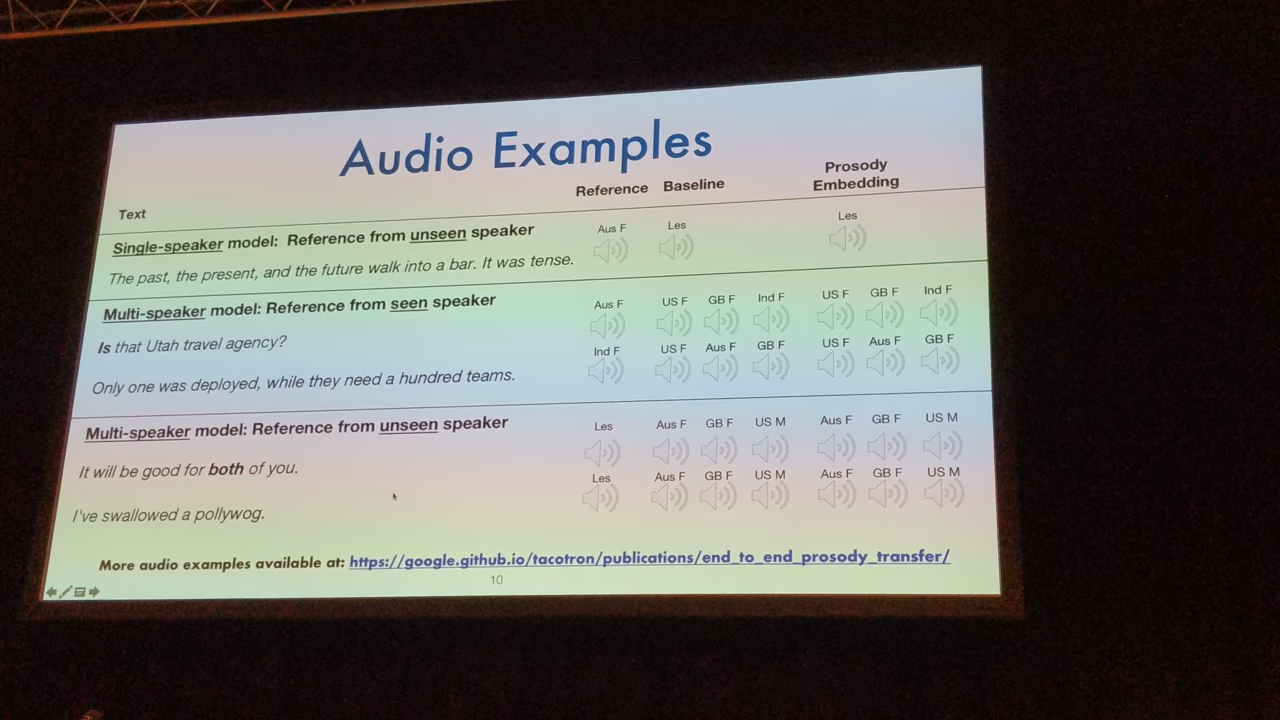 Audio Examples
Text
Reference
Baseline
Prosody
Embedding
Single-speaker model: Reference from unseen speaker
Aus F
Les
Les
The past, the present, and the future walk into a bar. It was tense.
Multi-speaker model: Reference from seen speaker
Aus F
US F
GB F
Ind F
US F
GB F
Ind F
Is that Utah travel agency?
Ind F
US F
Aus F
GB F
US F
Aus F
GB F
Only one was deployed, while they need a hundred teams.
Multi-speaker model: Reference from unseen speaker
Les
Aus F
GB F
US M
Aus F
GB F
US M
It will be good for both of you.
Les
Aus F
GB F
US M
Aus F
GB F
US M
I've swallowed a pollywog.
More audio examples available at: https://google.github.io/tacotron/publications/end_to_end_prosody_transfer/
10